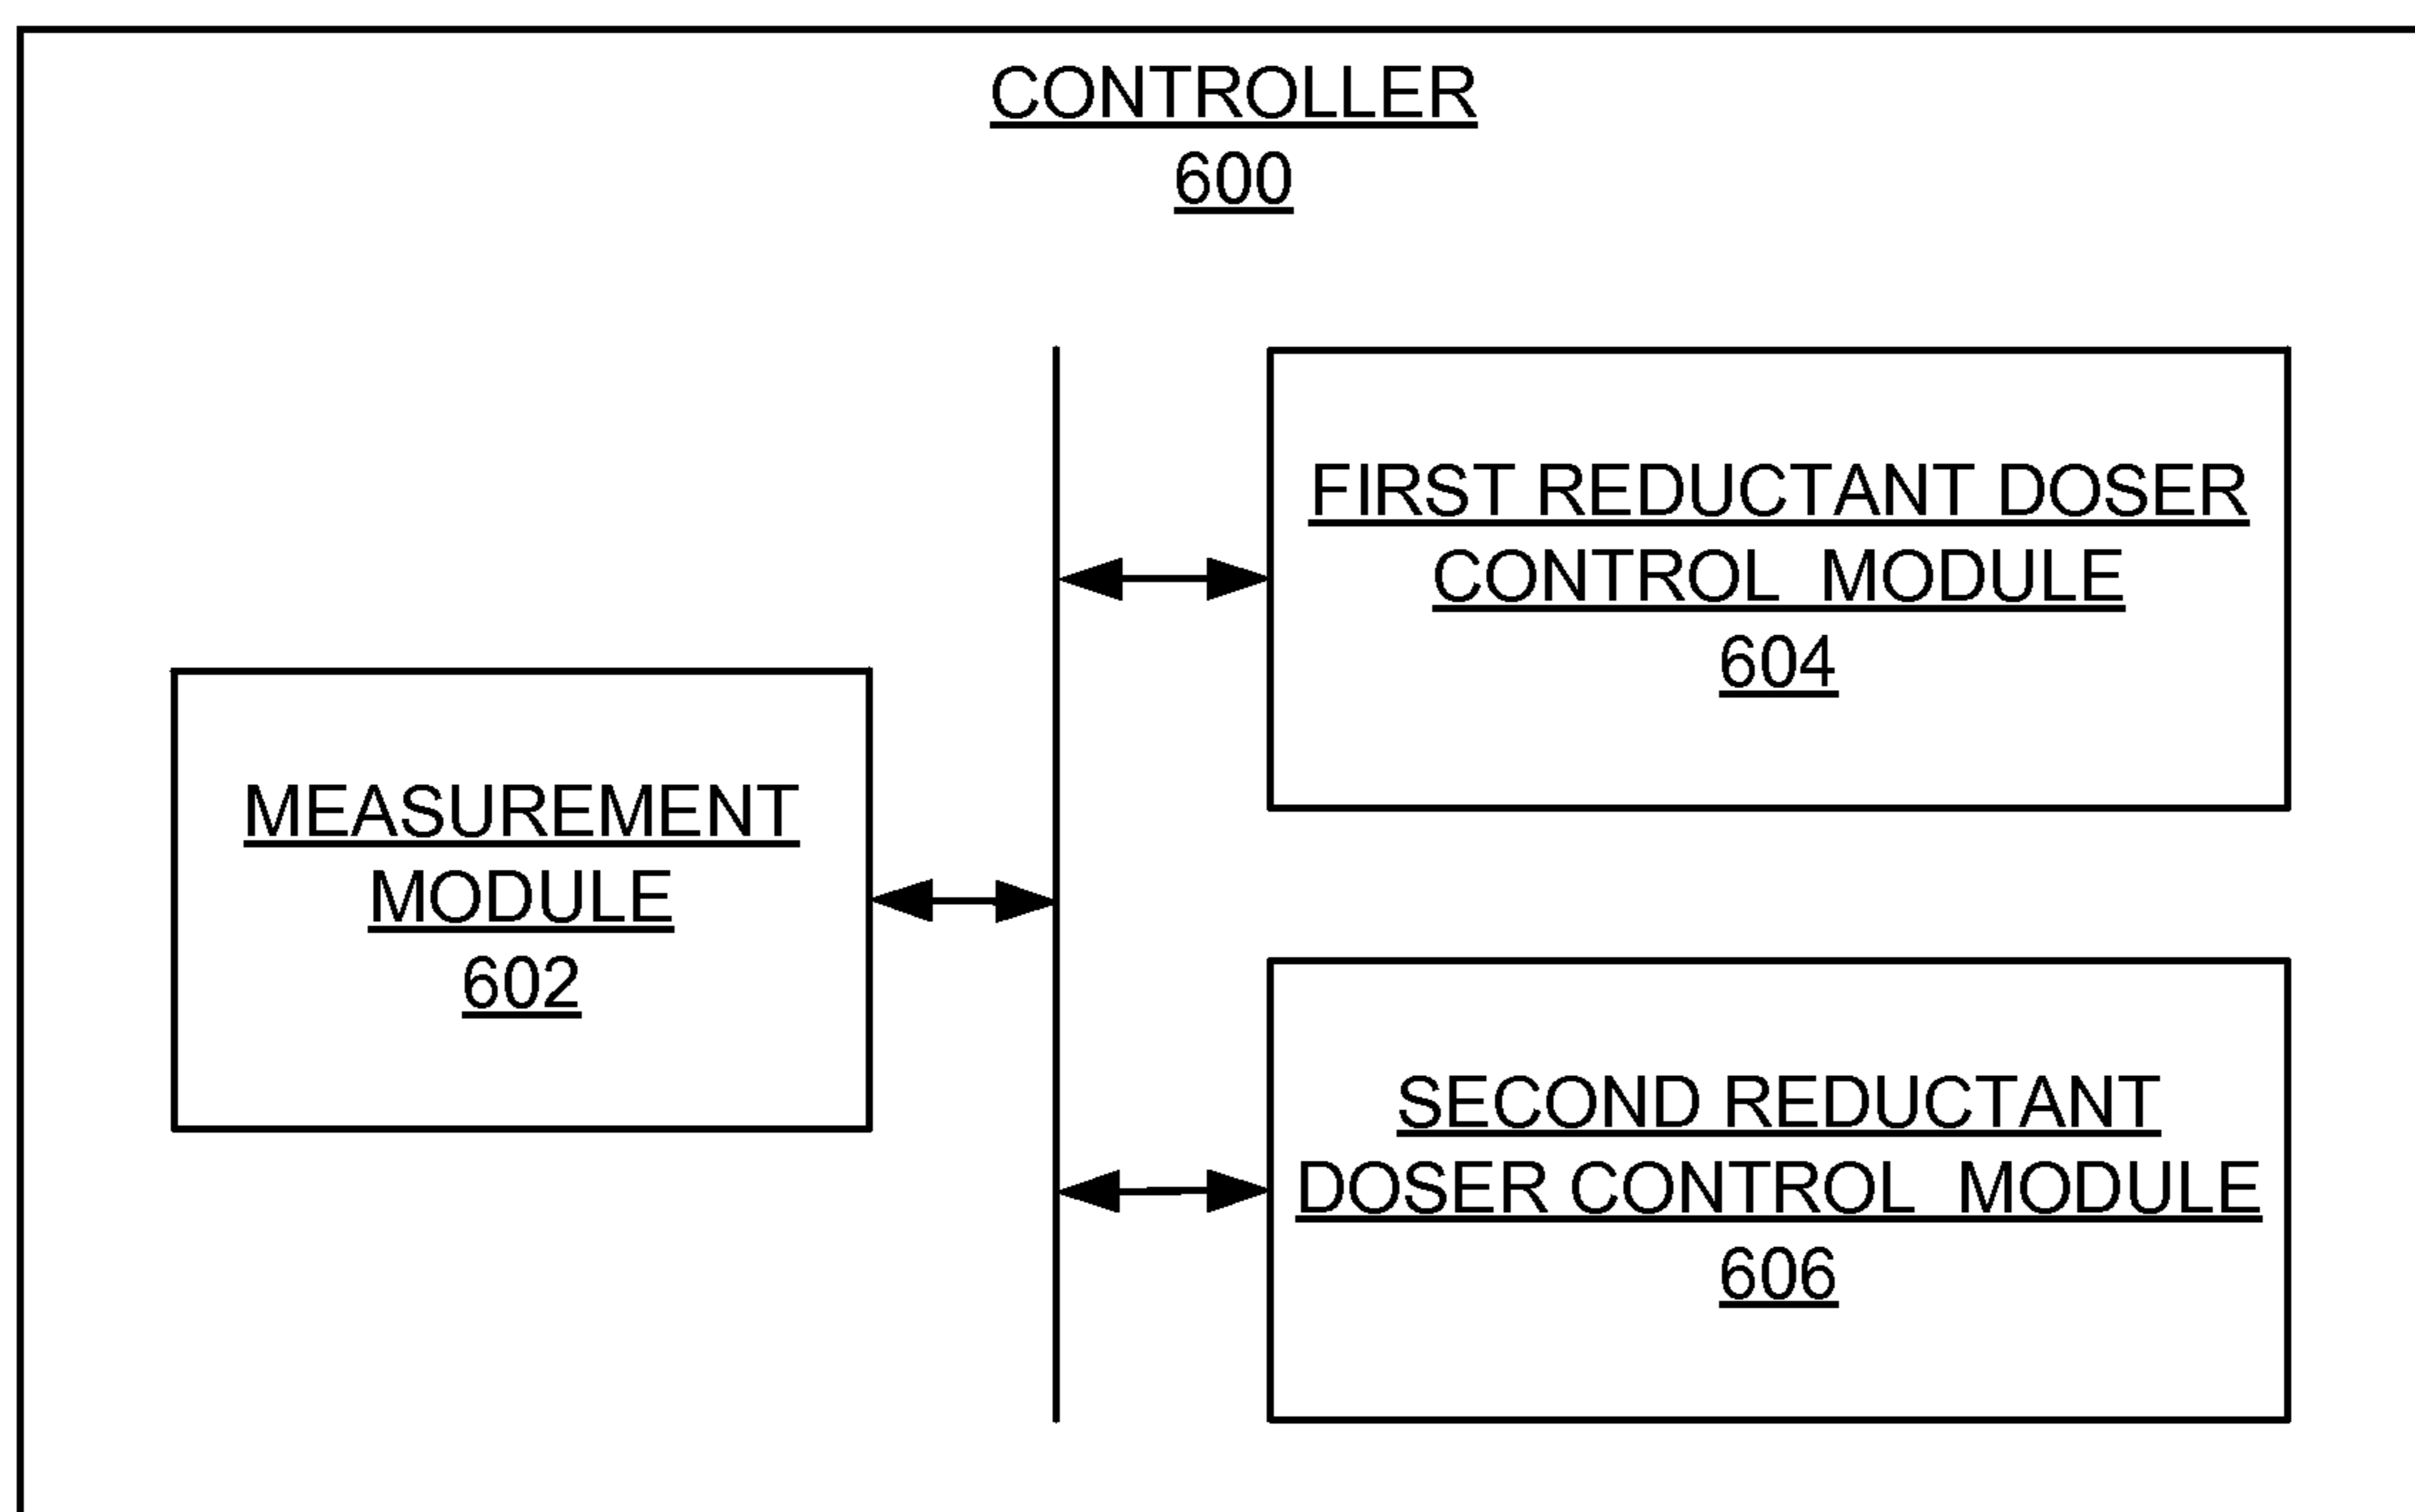 CONTROLLER
600
FIRST REDUCTANT DOSER
CONTROL MODULE
604
MEASUREMENT
MODULE
602
SECOND REDUCTANT
DOSER CONTROL MODULE
606